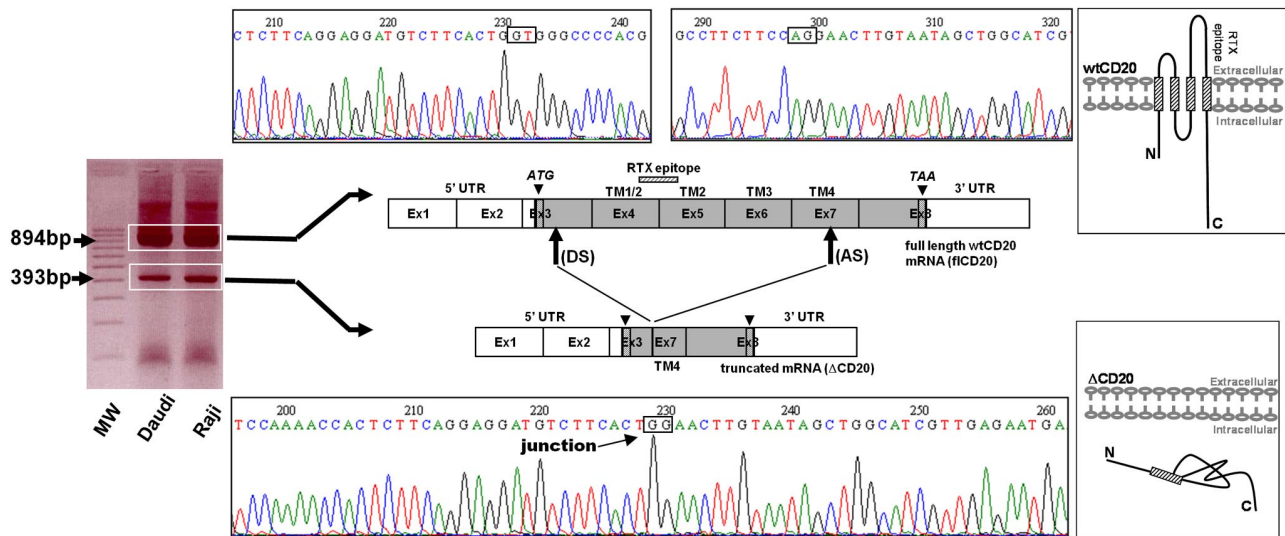 210 220 230 240
CTCTTCAGGAGGATGTCTTCACTGGTGGGCCCCACG
290 300 310 320
GCCTTCTTCCAGGAACTTGTAATAGCTGGCATCG
RTX epitope
wtCD20
Extracellular
Intracellular
N
C
RTX epitope
5' UTR
ATG
TM1/2
TM2
TM3
TM4
TAA
3' UTR
Ex1
Ex2
Ex3
Ex4
Ex5
Ex6
Ex7
Ex8
894bp
393bp
(DS)
(AS)
full length wtCD20
mRNA (flCD20)
5' UTR
3' UTR
Ex1
Ex2
Ex3
Ex7
Ex8
TM4
truncated mRNA (ΔCD20)
MW
Daudi
Raji
ΔCD20
Extracellular
Intracellular
N
C
200 210 220 230 240 250 260
TCCAAAACCACTCTTCAGGAGGATGTCTTCACTGGAACTTGTAATAGCTGGCATCGTTGAGAATGA
junction